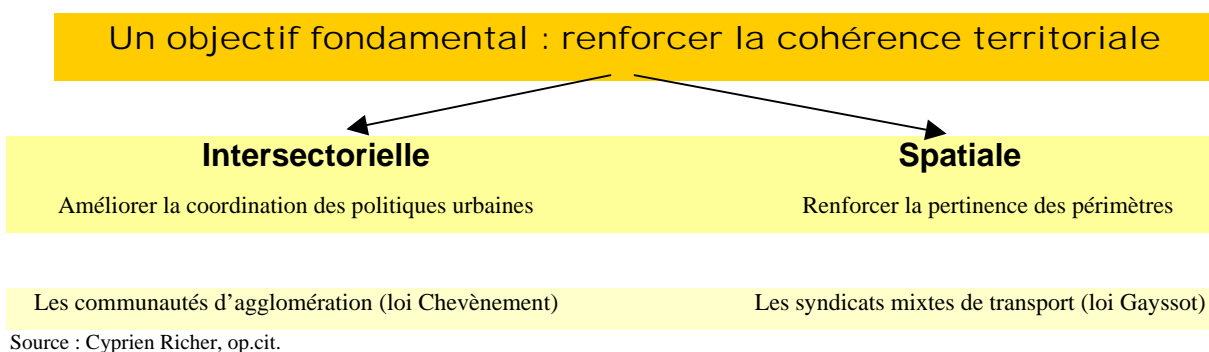 Un objectif fondamental : renforcer la cohérence territoriale
Intersectorielle
Spatiale
Améliorer la coordination des politiques urbaines
Renforcer la pertinence des périmètres
Les communautés d’agglomération (loi Chevènement)
Les syndicats mixtes de transport (loi Gayssot)
Source : Cyprien Richer, op.cit.